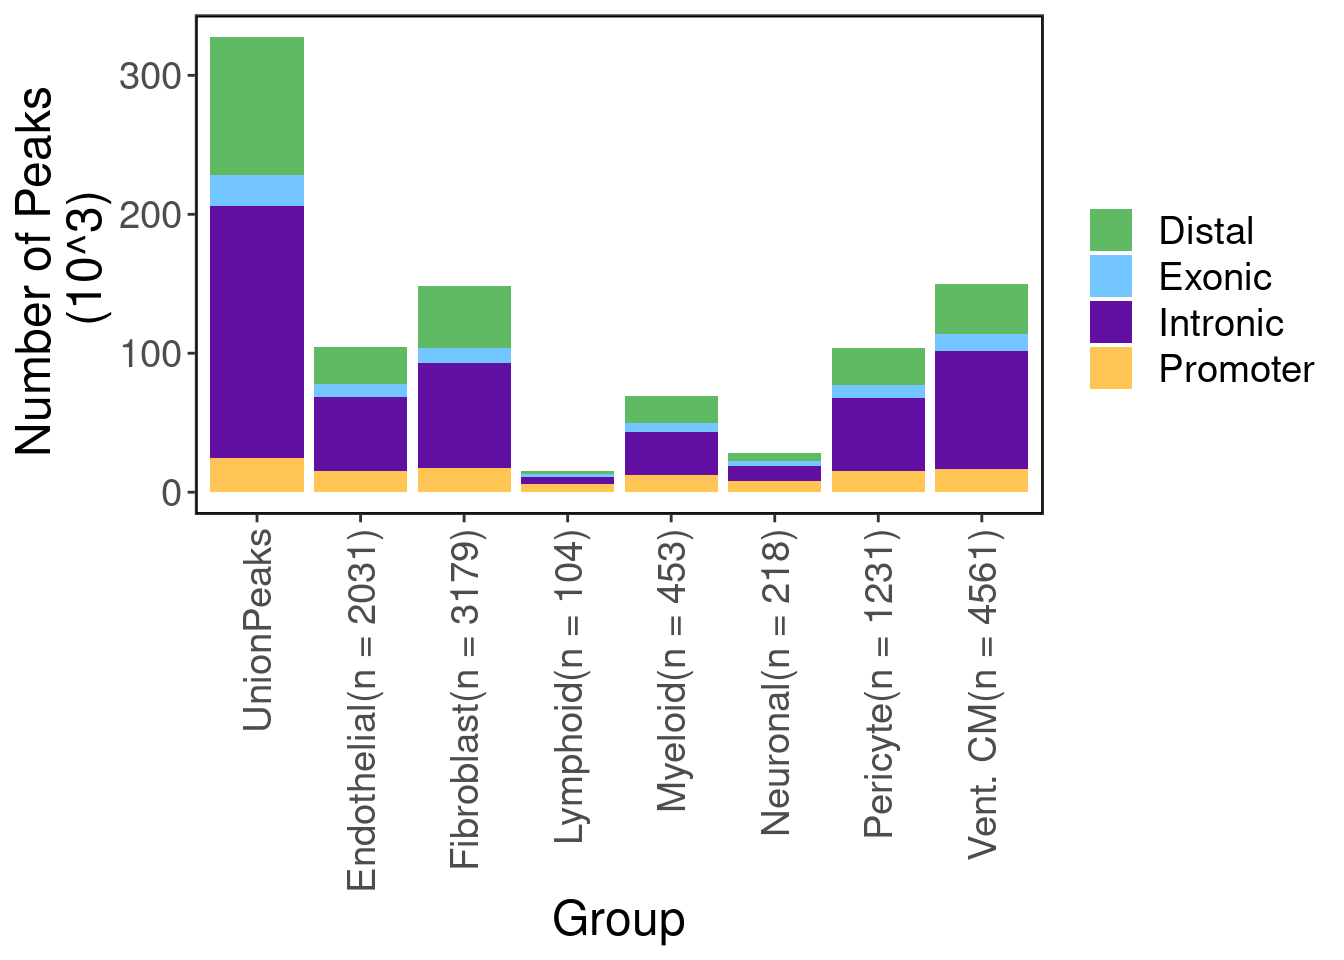 Number of Peaks
(10^3)
300
200
100
0
UnionPeaks
Endothelial(n = 2031)
Fibroblast(n = 3179)
Lymphoid(n = 104)
Myeloid(n = 453)
Neuronal(n = 218)
Pericyte(n = 1231)
Vent. CM(n = 4561)
Group
Distal
Exonic
Intronic
Promoter